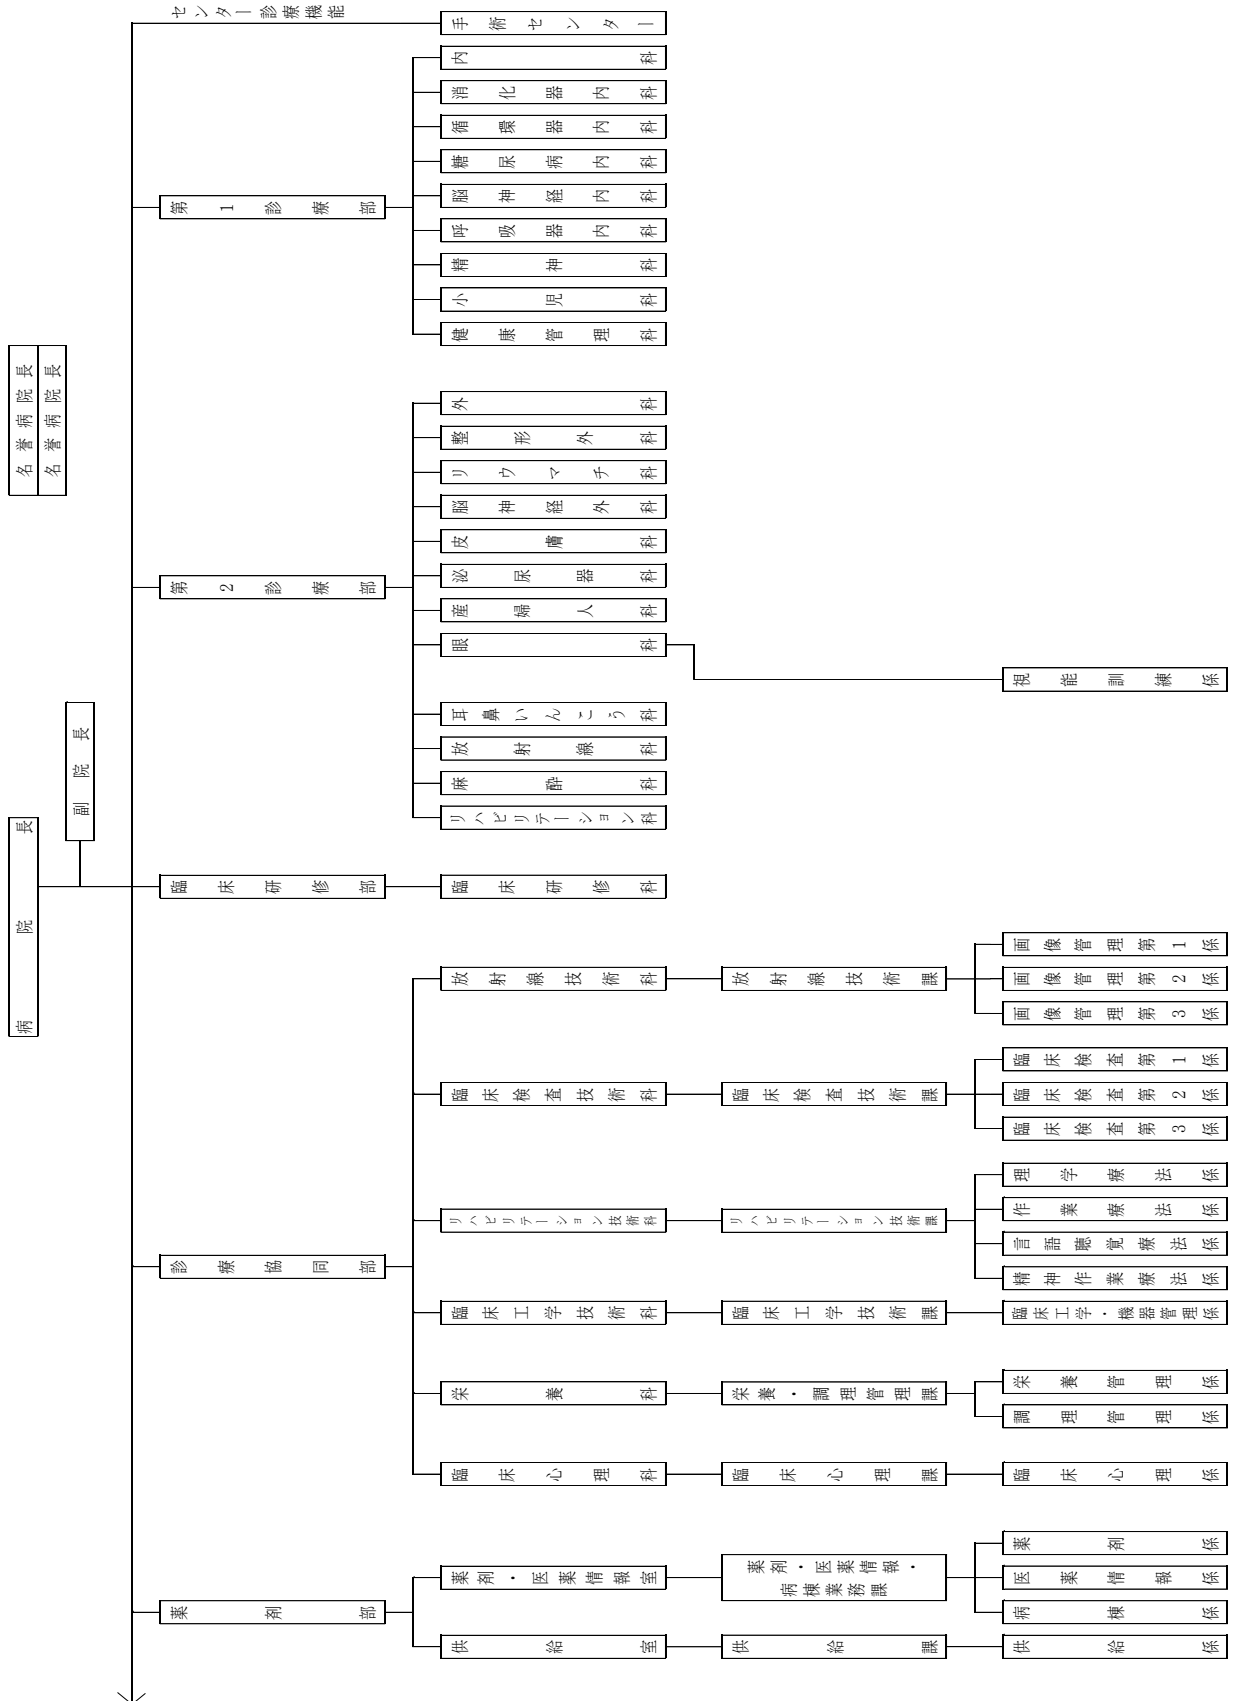 センター診療機能
手術センター
内科
消化器内科
循環器内科
糖尿病内科
第1診療部
脳神経内科
呼吸器内科
精神科
小児科
健康管理科
名誉病院長
名誉病院長
外科
整形外科
リウマチ科
脳神経外科
皮膚科
第2診療部
泌尿器科
産婦人科
眼科
視能訓練係
耳鼻いんこう科
放射線科
麻酔科
リハビリテーション科
病院長
副院長
臨床研修部
臨床研修科
放射線技術科
放射線技術課
画像管理第1係
画像管理第2係
画像管理第3係
臨床検査技術科
臨床検査技術課
臨床検査第1係
臨床検査第2係
臨床検査第3係
診療協同部
リハビリテーション技術科
リハビリテーション技術課
理学療法係
作業療法係
言語聴覚療法係
精神作業療法係
臨床工学技術科
臨床工学技術課
臨床工学・機器管理係
栄養科
栄養・調理管理課
栄養管理係
調理管理係
臨床心理科
臨床心理課
臨床心理係
薬剤部
薬剤・医薬情報室
薬剤・医薬情報・
病棟業務課
薬剤係
医薬情報係
病棟係
供給室
供給課
供給係